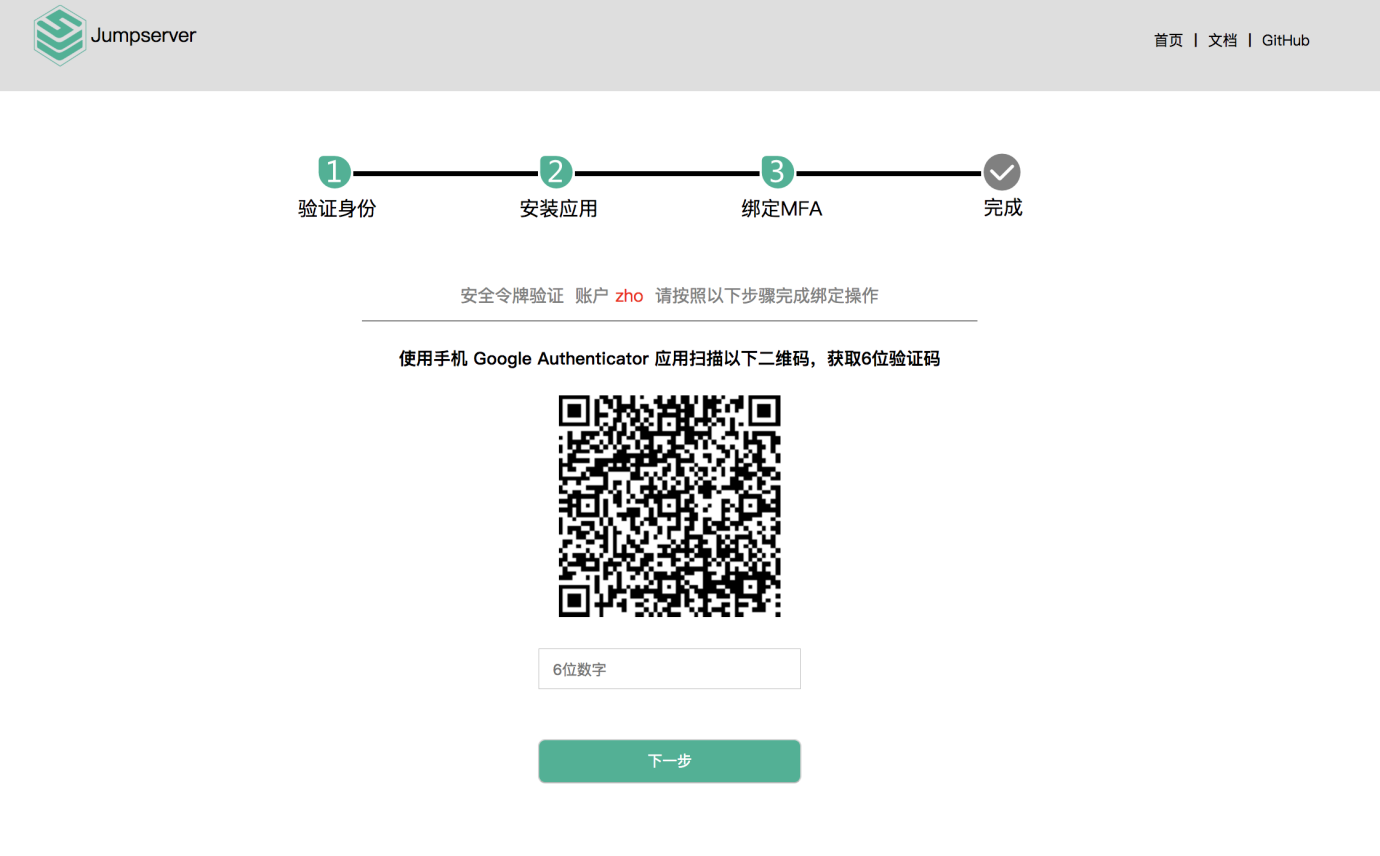 Jumpserver
首页 | 文档 | GitHub
1 2 3
验证身份 安装应用 绑定MFA 完成
安全令牌验证 账户 zho 请按照以下步骤完成绑定操作
使用手机 Google Authenticator 应用扫描以下二维码，获取6位验证码
6位数字
下一步